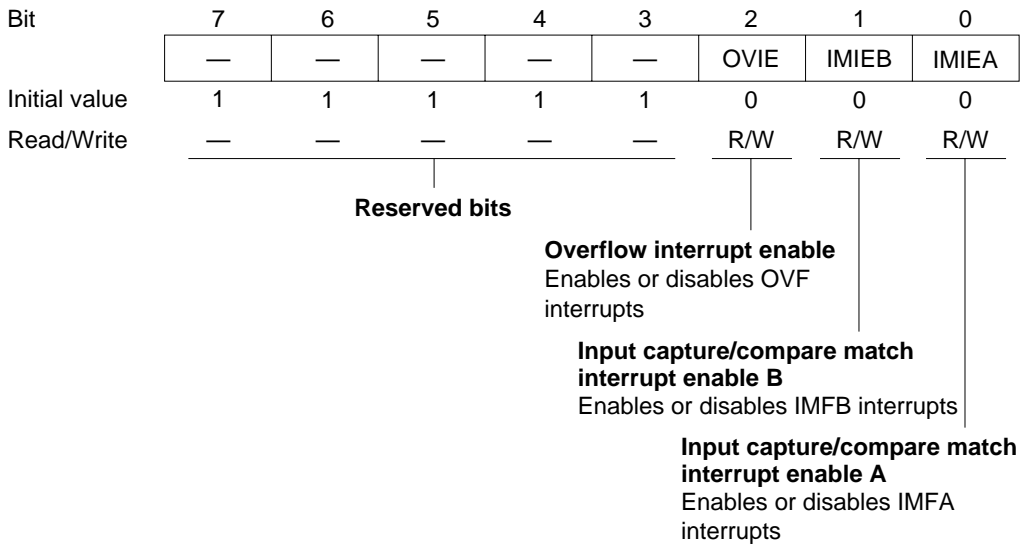 Bit 7 6 5 4 3 2 1 0
— — — — — OVIE IMIEB IMIEA
Initial value 1 1 1 1 1 0 0 0
Read/Write — — — — — R/W R/W R/W
Reserved bits
Overflow interrupt enable
Enables or disables OVF
interrupts
Input capture/compare match
interrupt enable B
Enables or disables IMFB interrupts
Input capture/compare match
interrupt enable A
Enables or disables IMFA
interrupts